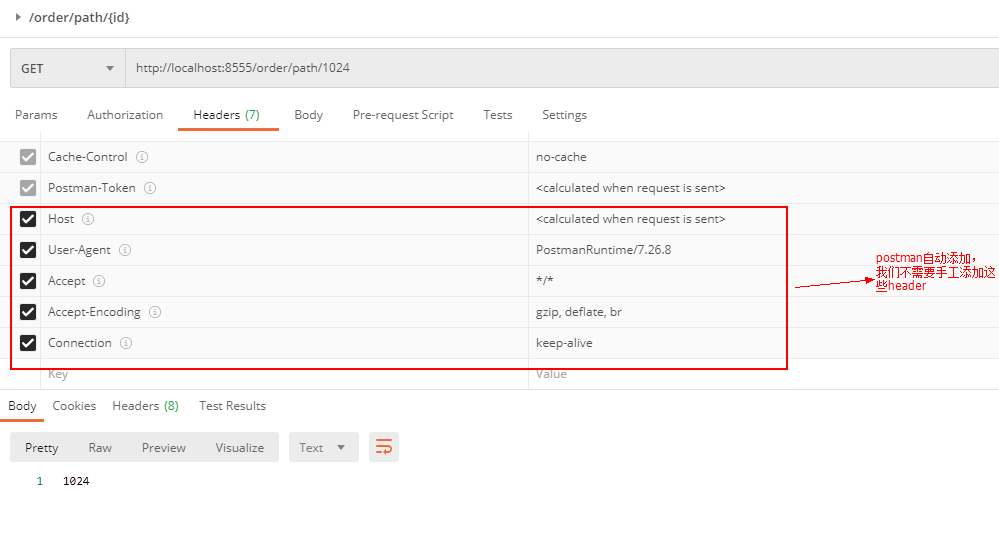 /order/path/{id}
GET http://localhost:8555/order/path/1024
Params Authorization Headers (7) Body Pre-request Script Tests Settings
Cache-Control no-cache
Postman-Token <calculated when request is sent>
Host <calculated when request is sent>
User-Agent PostmanRuntime/7.26.8
Accept */*
Accept-Encoding gzip, deflate, br
Connection keep-alive
Key Value
postman自动添加，
我们不需要手工添加这
些header
Body Cookies Headers (8) Test Results
Pretty Raw Preview Visualize Text
1 1024